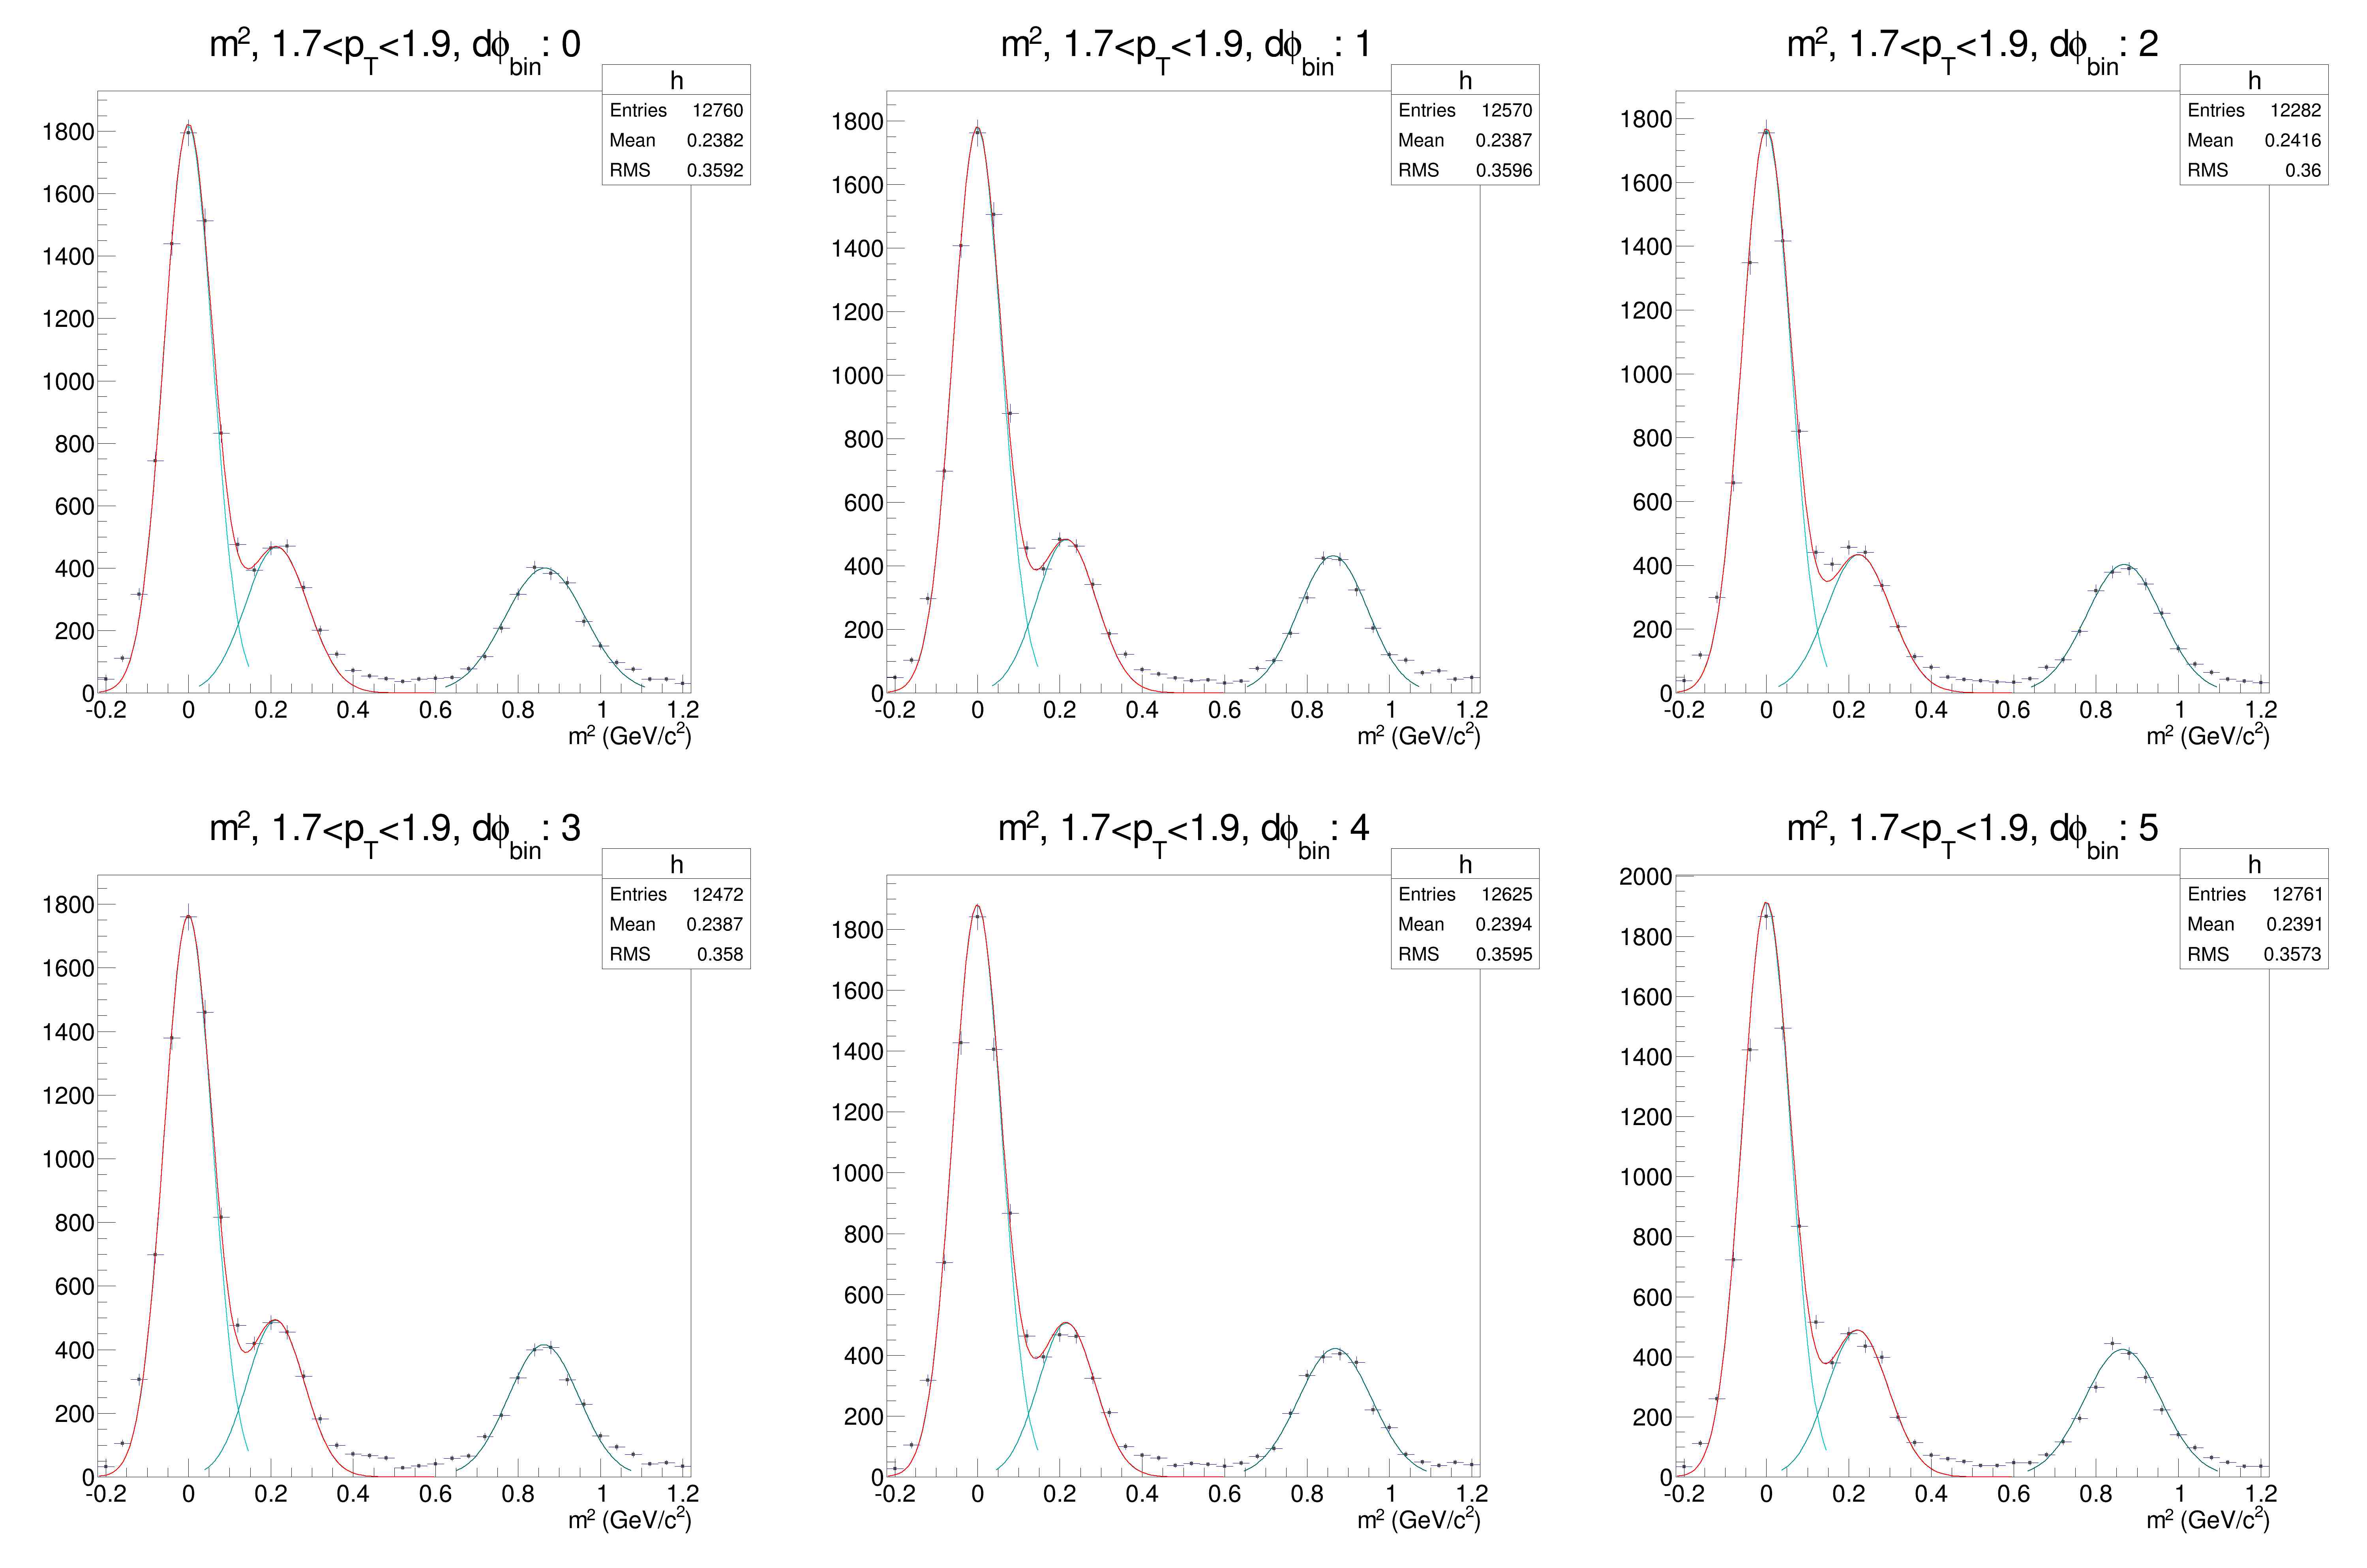 m², 1.7<p_T<1.9, dϕ_bin: 0
h
Entries 12760
Mean 0.2382
RMS 0.3592
1800
1600
1400
1200
1000
800
600
400
200
0
-0.2 0 0.2 0.4 0.6 0.8 1 1.2
m² (GeV/c²)
m², 1.7<p_T<1.9, dϕ_bin: 1
h
Entries 12570
Mean 0.2387
RMS 0.3596
1800
1600
1400
1200
1000
800
600
400
200
0
-0.2 0 0.2 0.4 0.6 0.8 1 1.2
m² (GeV/c²)
m², 1.7<p_T<1.9, dϕ_bin: 2
h
Entries 12282
Mean 0.2416
RMS 0.36
1800
1600
1400
1200
1000
800
600
400
200
0
-0.2 0 0.2 0.4 0.6 0.8 1 1.2
m² (GeV/c²)
m², 1.7<p_T<1.9, dϕ_bin: 3
h
Entries 12472
Mean 0.2387
RMS 0.358
1800
1600
1400
1200
1000
800
600
400
200
0
-0.2 0 0.2 0.4 0.6 0.8 1 1.2
m² (GeV/c²)
m², 1.7<p_T<1.9, dϕ_bin: 4
h
Entries 12625
Mean 0.2394
RMS 0.3595
1800
1600
1400
1200
1000
800
600
400
200
0
-0.2 0 0.2 0.4 0.6 0.8 1 1.2
m² (GeV/c²)
m², 1.7<p_T<1.9, dϕ_bin: 5
h
Entries 12761
Mean 0.2391
RMS 0.3573
2000
1800
1600
1400
1200
1000
800
600
400
200
0
-0.2 0 0.2 0.4 0.6 0.8 1 1.2
m² (GeV/c²)